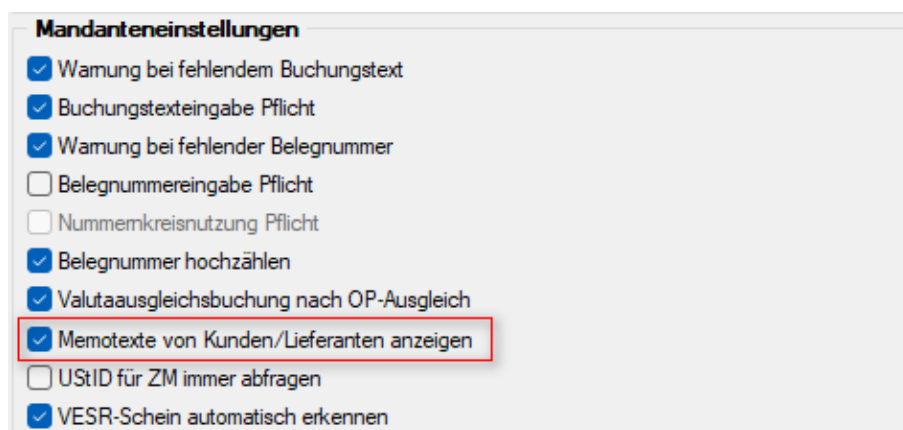 Mandanteneinstellungen
Warnung bei fehlendem Buchungstext
Buchungstexteingabe Pflicht
Warnung bei fehlender Belegnummer
Belegnummereingabe Pflicht
Nummernkreisnutzung Pflicht
Belegnummer hochzählen
Valutaausgleichsbuchung nach OP-Ausgleich
Memotexte von Kunden/Lieferanten anzeigen
UStID für ZM immer abfragen
VESR-Schein automatisch erkennen